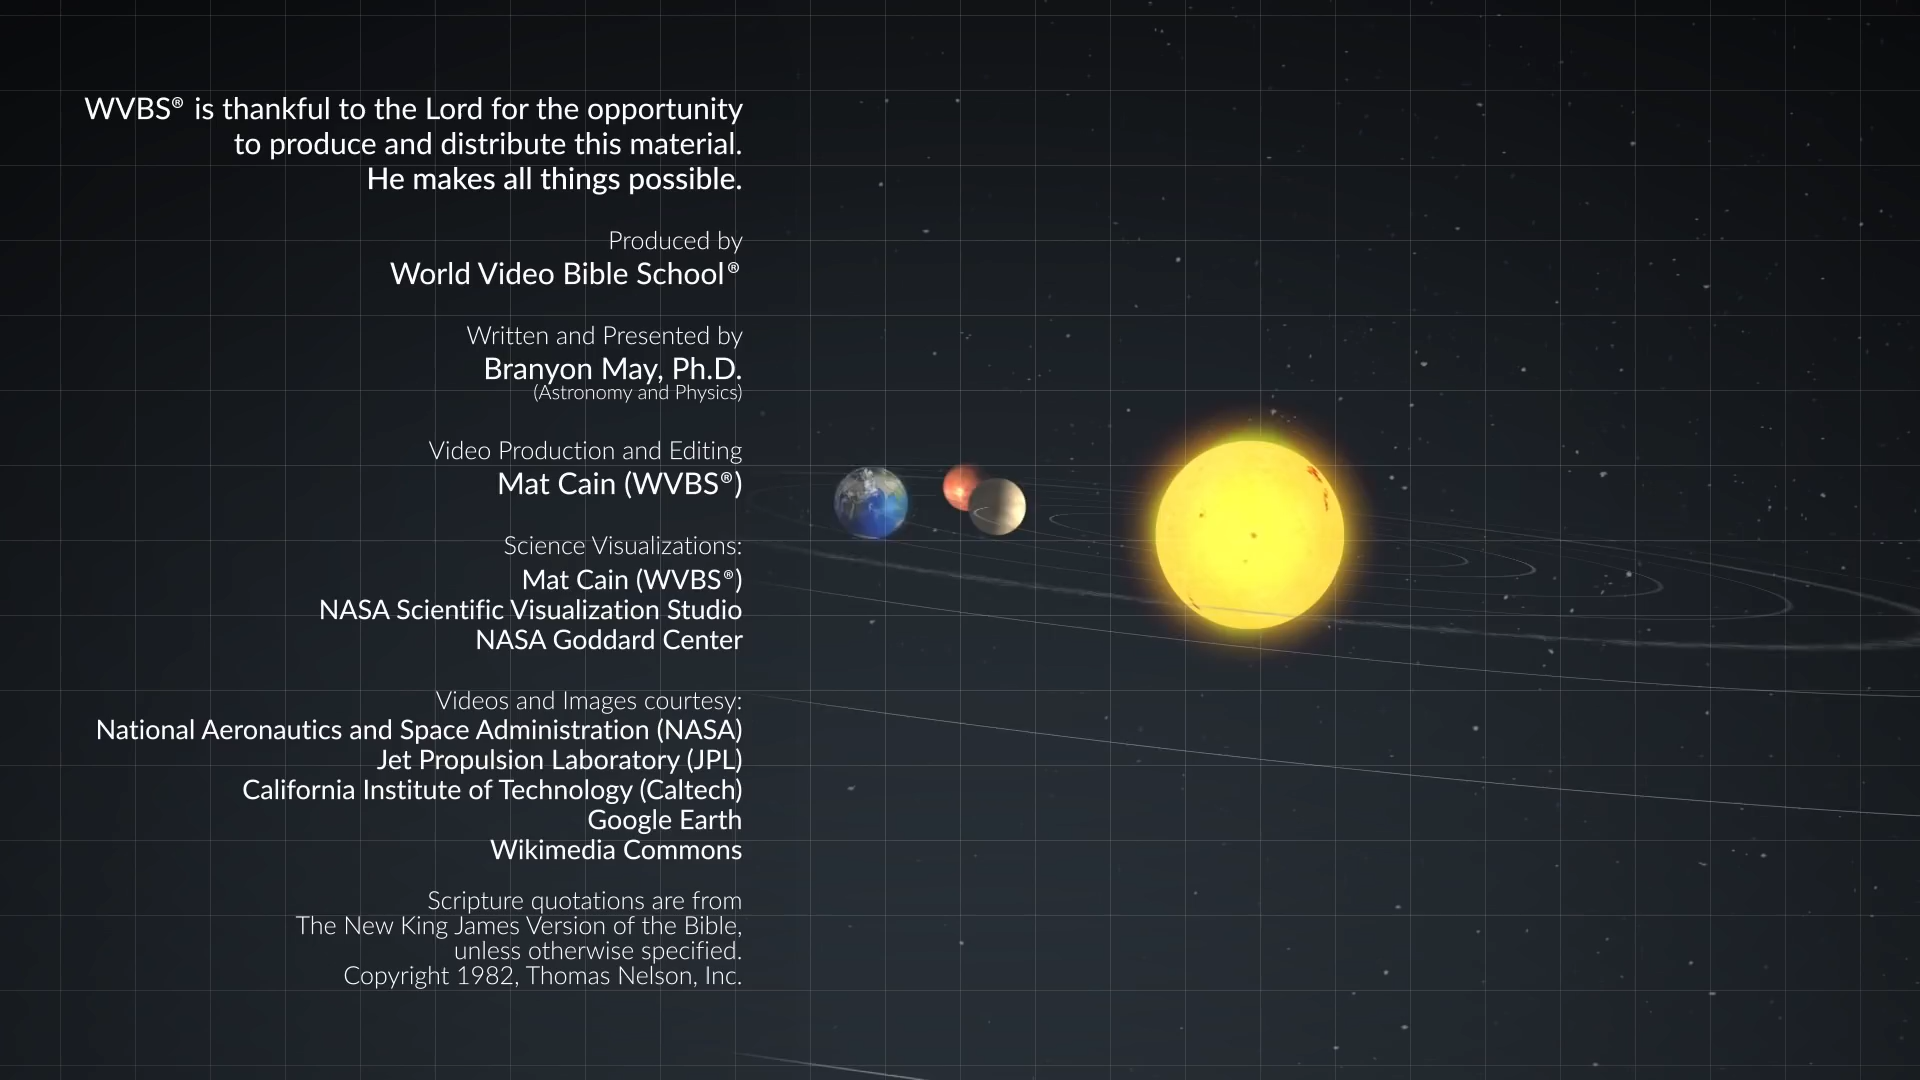 WVBS® is thankful to the Lord for the opportunity
to produce and distribute this material.
He makes all things possible.
Produced by
World Video Bible School®
Written and Presented by
Branyon May, Ph.D.
(Astronomy and Physics)
Video Production and Editing
Mat Cain (WVBS®)
Science Visualizations:
Mat Cain (WVBS®)
NASA Scientific Visualization Studio
NASA Goddard Center
Videos and Images courtesy:
National Aeronautics and Space Administration (NASA)
Jet Propulsion Laboratory (JPL)
California Institute of Technology (Caltech)
Google Earth
Wikimedia Commons
Scripture quotations are from
The New King James Version of the Bible,
unless otherwise specified.
Copyright 1982, Thomas Nelson, Inc.